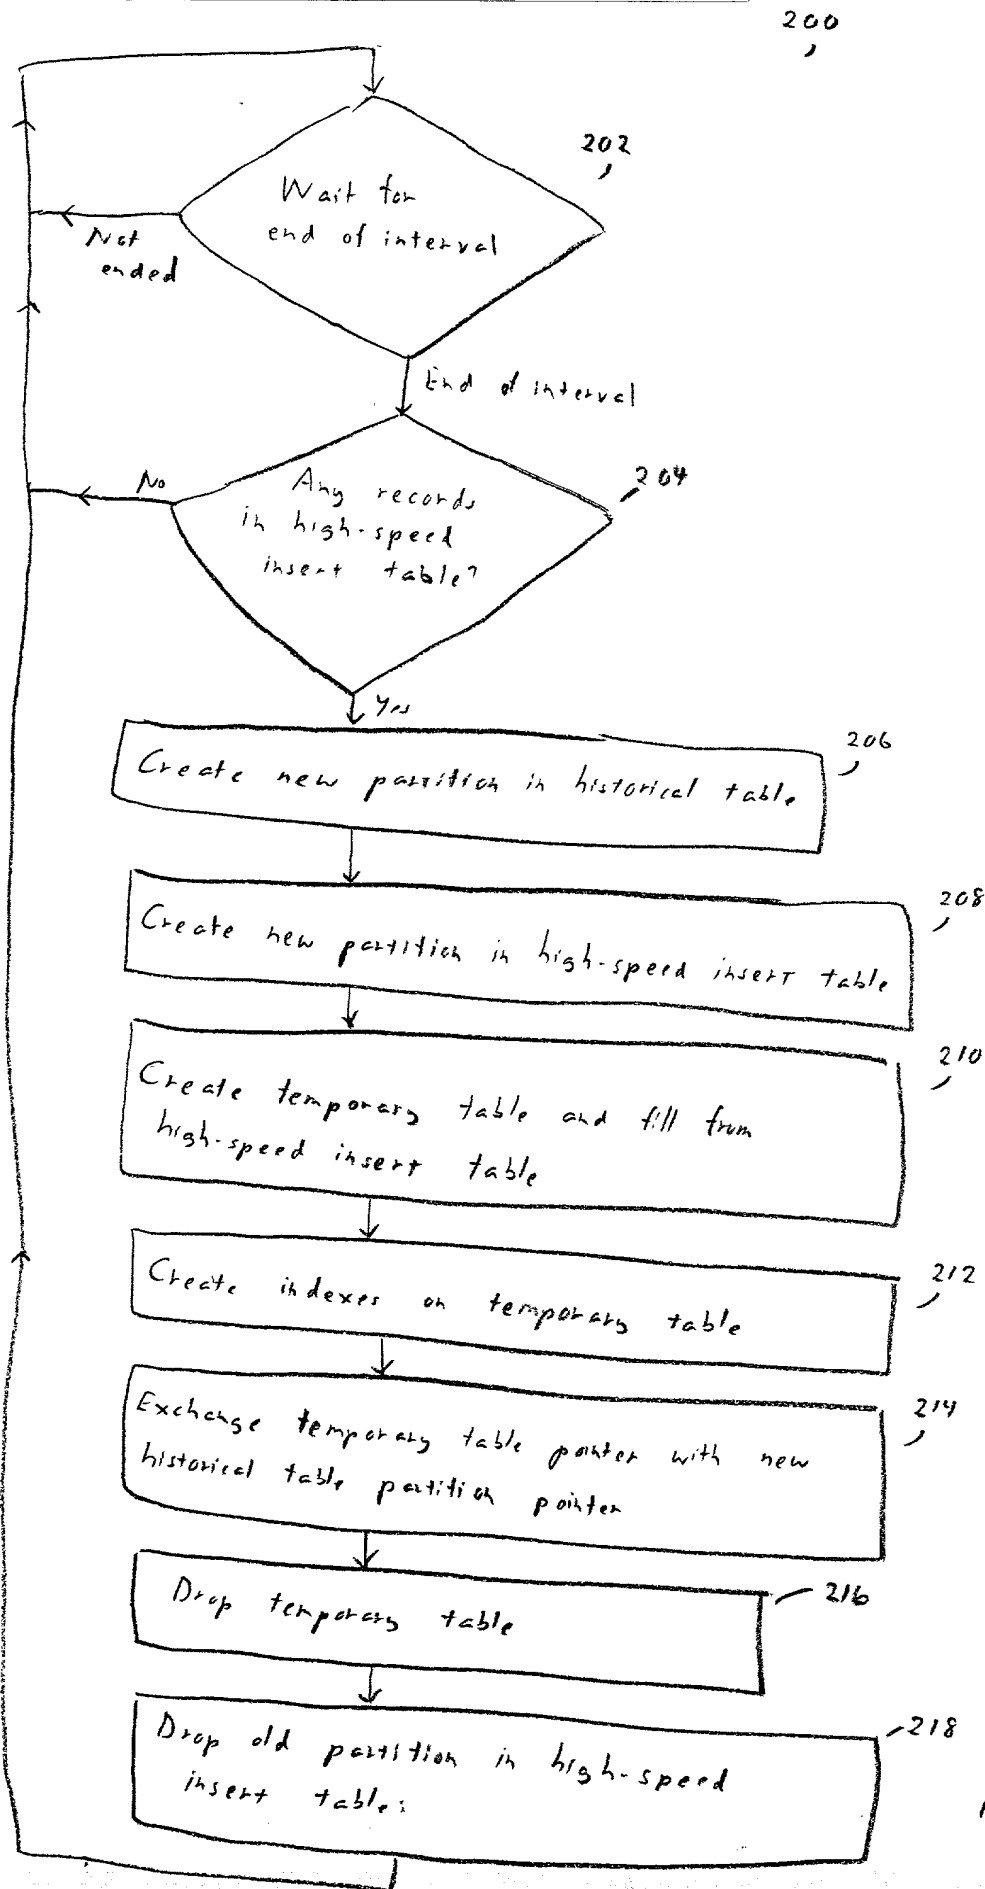 200
202
Wait for
end of interval
Not
ended
End of interval
204
No
Any records
in high-speed
insert table?
Yes
206
Create new partition in historical table
208
Create new partition in high-speed insert table
210
Create temporary table and fill from
high-speed insert table
212
Create indexes on temporary table
214
Exchange temporary table pointer with new
historical table partition pointer
216
Drop temporary table
218
Drop old partition in high-speed
insert table: